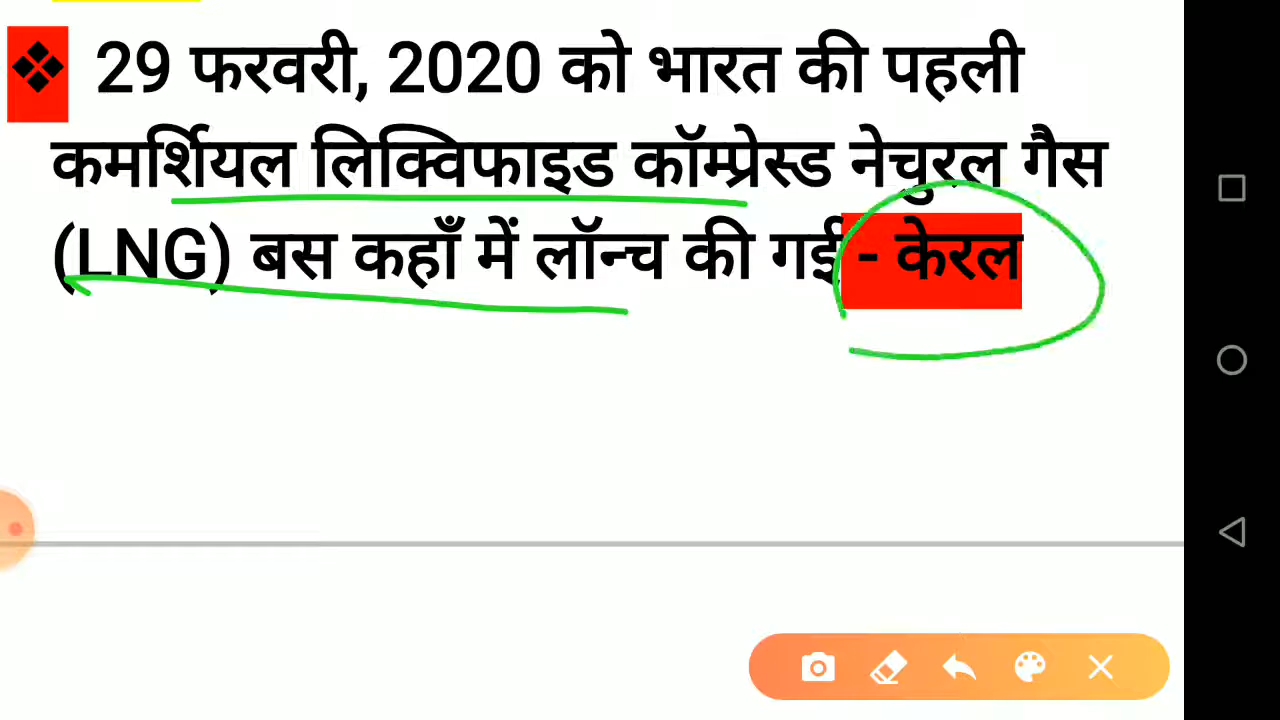 ❖ 29 फरवरी, 2020 को भारत की पहली
कमर्शियल लिक्विफाइड कॉम्प्रेस्ड नेचुरल गैस
(LNG) बस कहाँ में लॉन्च की गई - केरल